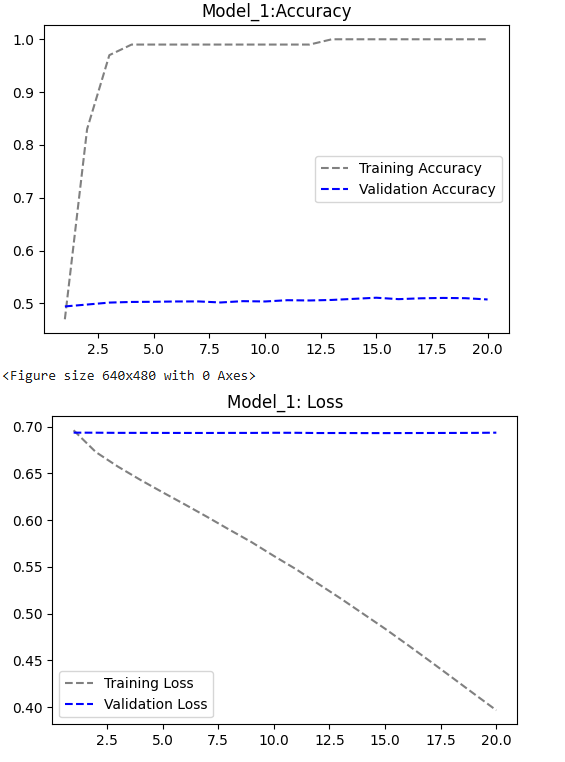 Model_1:Accuracy
1.0
0.9
0.8
0.7
0.6
0.5
Training Accuracy
Validation Accuracy
2.5 5.0 7.5 10.0 12.5 15.0 17.5 20.0
<Figure size 640x480 with 0 Axes>
Model_1: Loss
0.70
0.65
0.60
0.55
0.50
0.45
0.40
Training Loss
Validation Loss
2.5 5.0 7.5 10.0 12.5 15.0 17.5 20.0